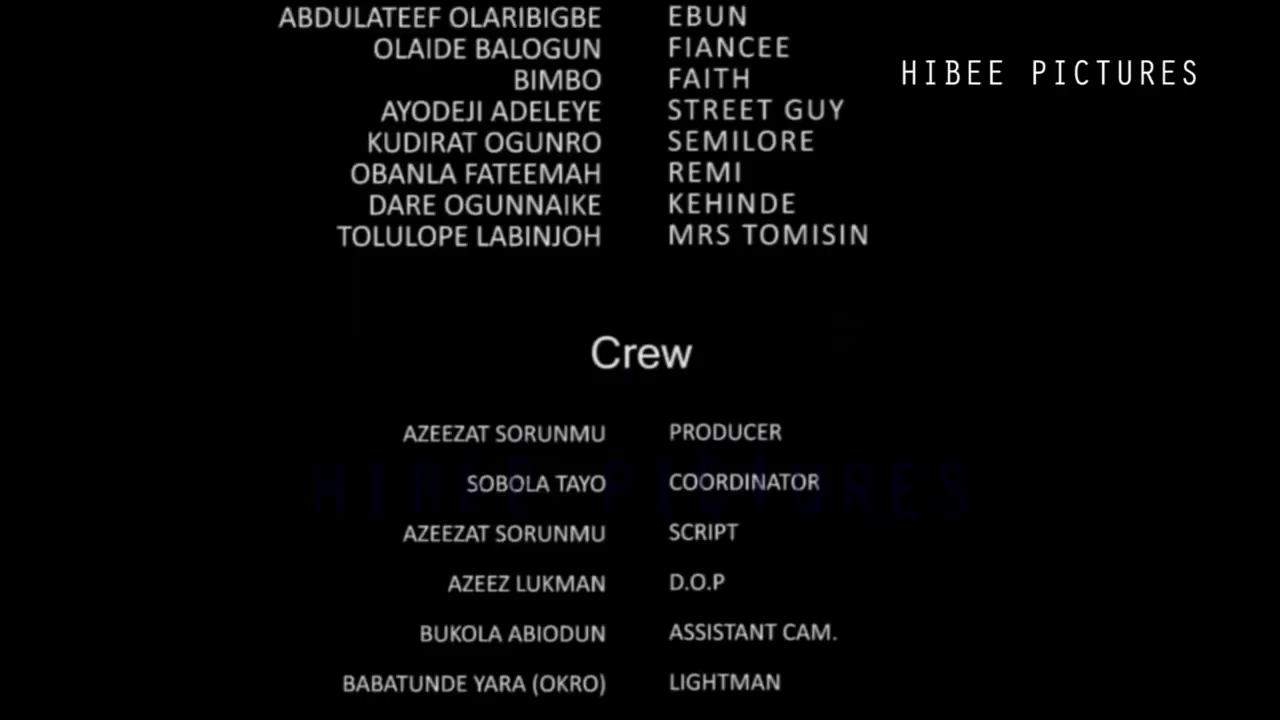 ABDULATEEF OLARIBIGBE EBUN
OLAIDE BALOGUN FIANCEE
BIMBO FAITH
HIBEE PICTURES
AYODEJI ADELEYE STREET GUY
KUDIRAT OGUNRO SEMILORE
OBANLA FATEEMAH REMI
DARE OGUNNAIKE KEHINDE
TOLULOPE LABINJOH MRS TOMISIN
Crew
AZEEZAT SORUNMU PRODUCER
SOBOLA TAYO COORDINATOR
HIBEE PICTURES
AZEEZAT SORUNMU SCRIPT
AZEEZ LUKMAN D.O.P
BUKOLA ABIODUN ASSISTANT CAM.
BABATUNDE YARA (OKRO) LIGHTMAN